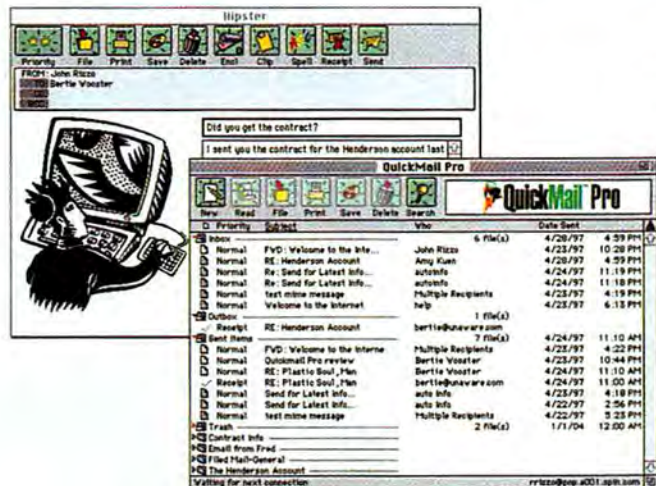 Hipster
Priority File Print Save Delete Encl Clip Spell Receipt Send
FROM: John Rizzo
TO: Bertie Wooster
Did you get the contract?
I sent you the contract for the Henderson account last
QuickMail Pro
New Read File Print Save Delete Search
QuickMail Pro
Priority Subject Who Date Sent
Inbox 6 file(s) 4/28/97 4:59 PM
Normal FWD: Welcome to the Inte... John Rizzo 4/23/97 10:28 PM
Normal RE: Henderson Account Amy Kuen 4/28/97 4:59 PM
Normal Re: Send for Latest Info... autoinfo 4/24/97 11:19 PM
Normal Re: Send for Latest Info... autoinfo 4/24/97 11:18 PM
Normal test mime message Multiple Recipients 4/23/97 4:19 PM
Normal Welcome to the Internet help 4/23/97 6:13 PM
Outbox 1 file(s)
Receipt RE: Henderson Account bertie@unaware.com
Sent Items 7 file(s) 4/24/97 11:10 AM
Normal FWD: Welcome to the Interne Multiple Recipients 4/23/97 4:22 PM
Normal Quickmail Pro review Bertie Wooster 4/23/97 10:44 PM
Normal RE: Plastic Soul, Man Bertie Wooster 4/24/97 11:10 AM
Receipt RE: Plastic Soul, Man bertie@unaware.com 4/24/97 11:00 AM
Normal Send for Latest Info... auto info 4/23/97 4:18 PM
Normal Send for Latest Info... auto info 4/22/97 2:56 PM
Normal test mime message Multiple Recipients 4/22/97 5:23 PM
Trash 2 file(s) 1/1/04 12:00 AM
Contract Info
Email from Fred
Filed Mail-General
The Henderson Account
Waiting for next connection rrizzo@pop.a001.spin.com